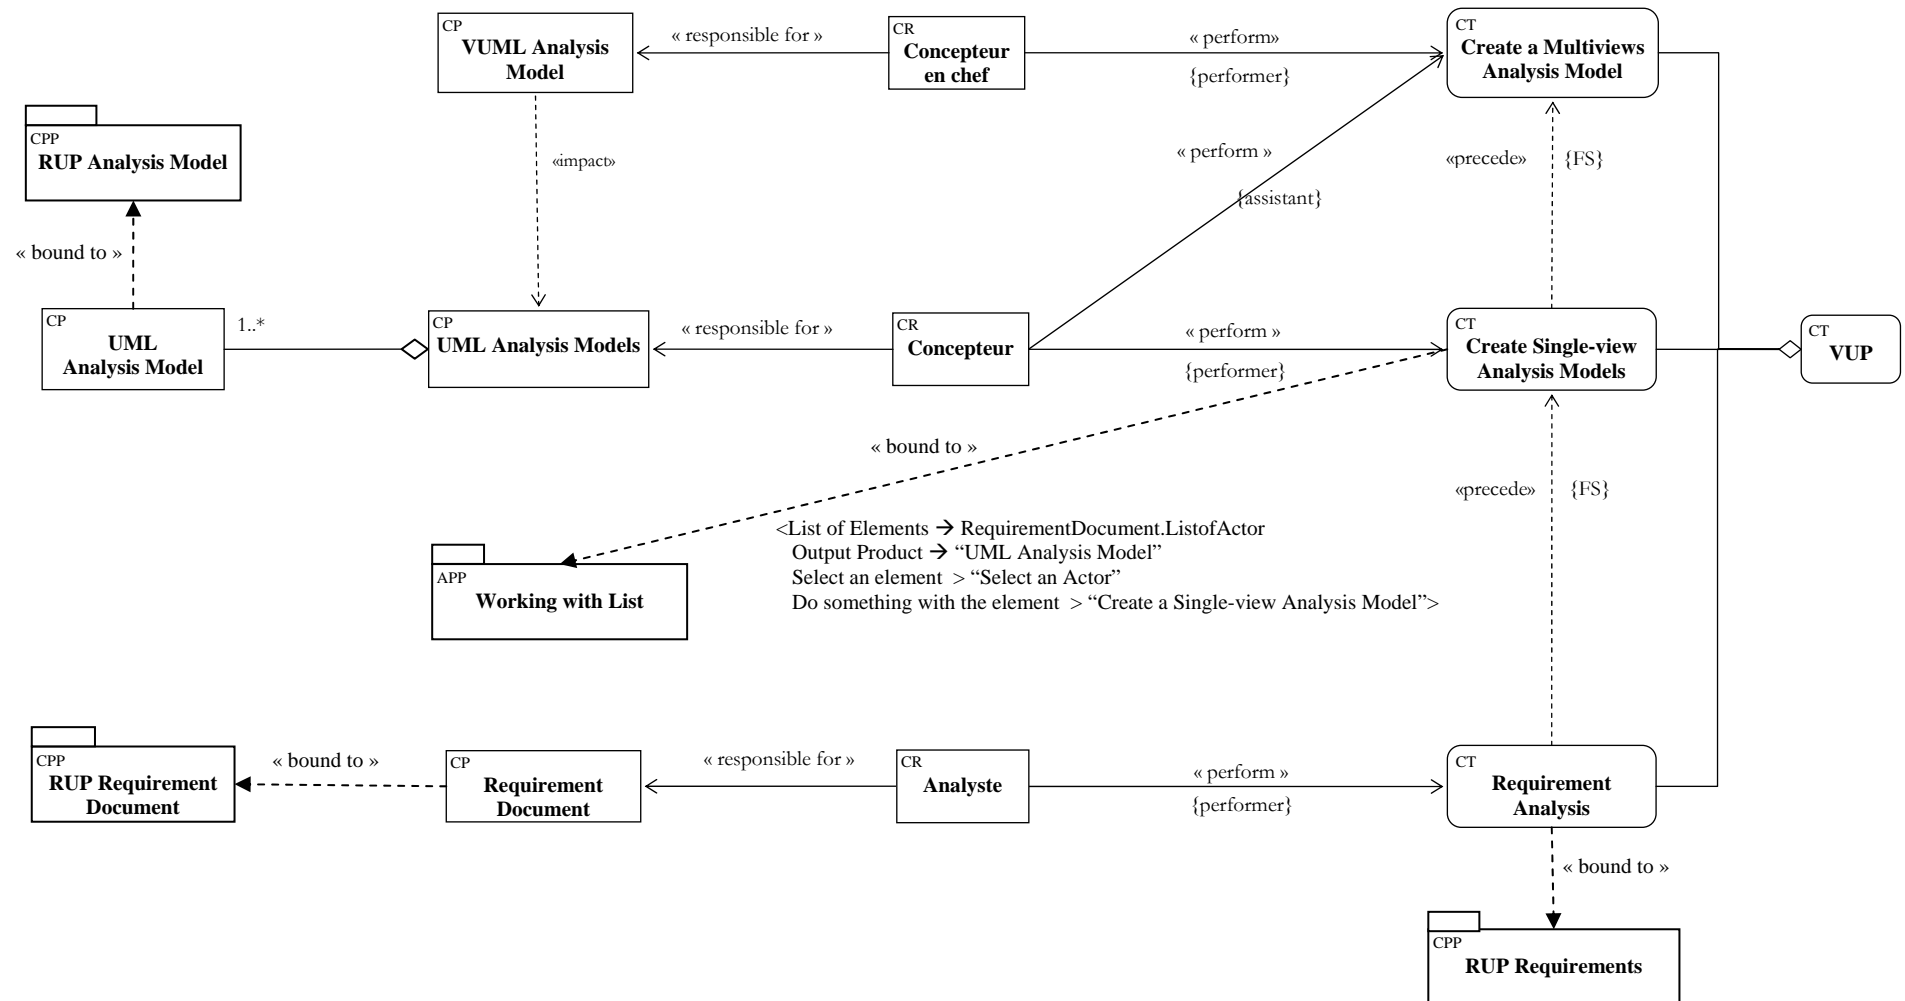 CP
VUML Analysis
Model
« responsible for »
CR
Concepteur
en chef
« perform»
{performer}
CT
Create a Multiviews
Analysis Model
CPP
RUP Analysis Model
«impact»
« perform »
{assistant}
«precede»
{FS}
« bound to »
CP
UML
Analysis Model
1..*
CP
UML Analysis Models
« responsible for »
CR
Concepteur
« perform »
{performer}
CT
Create Single-view
Analysis Models
CT
VUP
« bound to »
«precede»
{FS}
<List of Elements → RequirementDocument.ListofActor
Output Product → “UML Analysis Model”
Select an element > “Select an Actor”
Do something with the element > “Create a Single-view Analysis Model”>
APP
Working with List
CPP
RUP Requirement
Document
« bound to »
CP
Requirement
Document
« responsible for »
CR
Analyste
« perform »
{performer}
CT
Requirement
Analysis
« bound to »
CPP
RUP Requirements